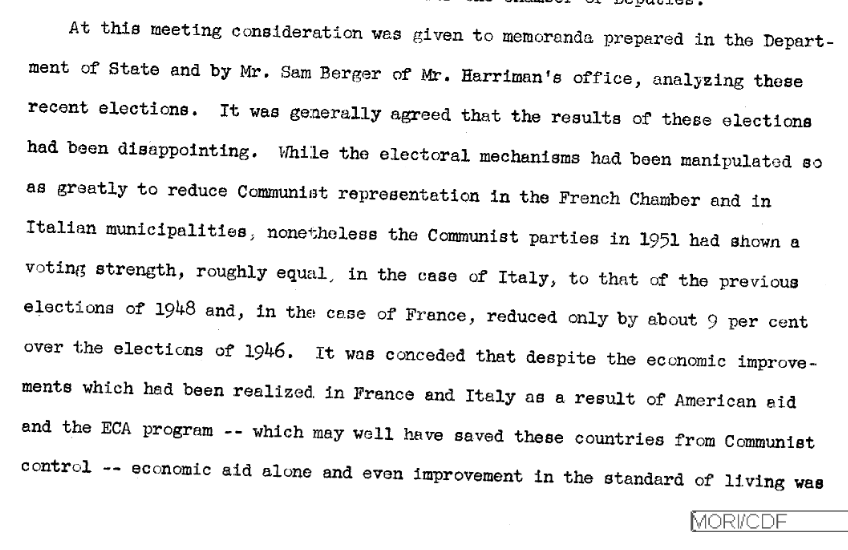 the Chamber of Deputies.
At this meeting consideration was given to memoranda prepared in the Depart-
ment of State and by Mr. Sam Berger of Mr. Harriman's office, analyzing these
recent elections. It was generally agreed that the results of these elections
had been disappointing. While the electoral mechanisms had been manipulated so
as greatly to reduce Communist representation in the French Chamber and in
Italian municipalities, nonetheless the Communist parties in 1951 had shown a
voting strength, roughly equal, in the case of Italy, to that of the previous
elections of 1948 and, in the case of France, reduced only by about 9 per cent
over the elections of 1946. It was conceded that despite the economic improve-
ments which had been realized in France and Italy as a result of American aid
and the ECA program -- which may well have saved these countries from Communist
control -- economic aid alone and even improvement in the standard of living was
MORI/CDF